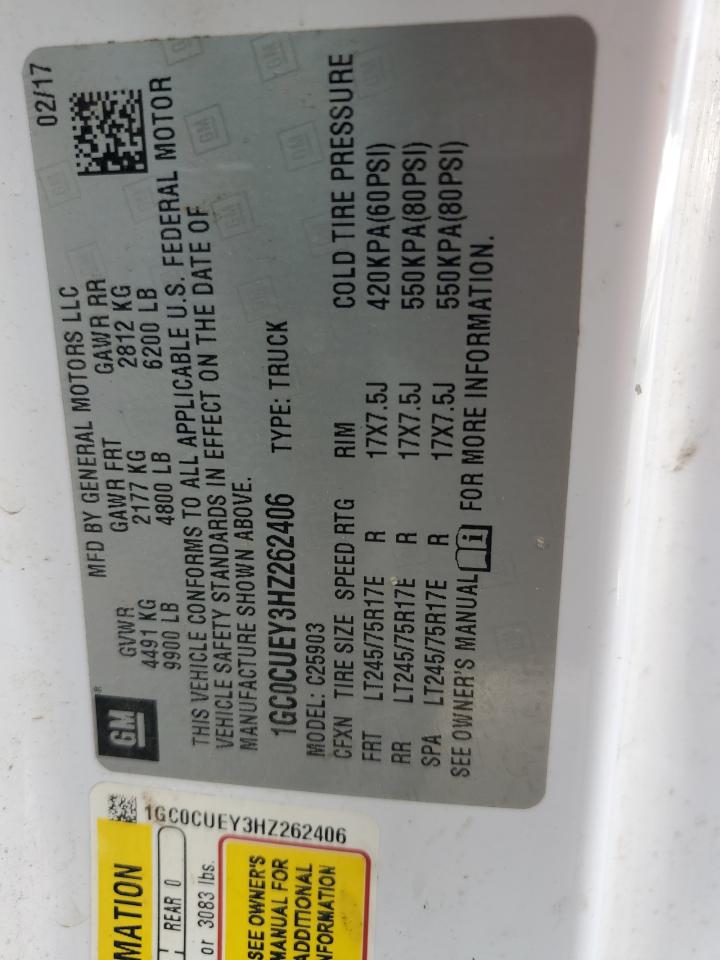 MFD BY GENERAL MOTORS LLC 02/17
GM ®
GVWR GAWR FRT GAWR RR
4491 KG 2177 KG 2812 KG
9900 LB 4800 LB 6200 LB
THIS VEHICLE CONFORMS TO ALL APPLICABLE U.S. FEDERAL MOTOR
VEHICLE SAFETY STANDARDS IN EFFECT ON THE DATE OF
MANUFACTURE SHOWN ABOVE.
1GC0CUEY3HZ262406 TYPE: TRUCK
MODEL: C25903
CFXN TIRE SIZE SPEED RTG RIM COLD TIRE PRESSURE
FRT LT245/75R17E R 17X7.5J 420KPA(60PSI)
RR LT245/75R17E R 17X7.5J 550KPA(80PSI)
SPA LT245/75R17E R 17X7.5J 550KPA(80PSI)
SEE OWNER'S MANUAL i FOR MORE INFORMATION.
1GC0CUEY3HZ262406
REAR 0
or 3083 lbs.
SEE OWNER'S
MANUAL FOR
ADDITIONAL